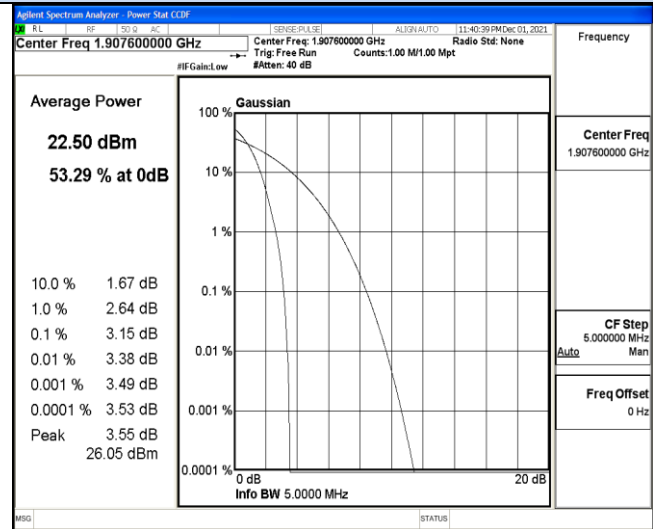 Agilent Spectrum Analyzer - Power Stat CCDF
RL RF 50 Ω AC SENSE:PULSE ALIGN AUTO 11:40:39 PM Dec 01, 2021
Center Freq 1.907600000 GHz
Center Freq: 1.907600000 GHz Radio Std: None
Trig: Free Run Counts:1.00 M/1.00 Mpt
#IFGain:Low #Atten: 40 dB
Frequency
Average Power
22.50 dBm
53.29 % at 0dB
10.0 % 1.67 dB
1.0 % 2.64 dB
0.1 % 3.15 dB
0.01 % 3.38 dB
0.001 % 3.49 dB
0.0001 % 3.53 dB
Peak 3.55 dB
26.05 dBm
Gaussian
100 %
10 %
1 %
0.1 %
0.01 %
0.001 %
0.0001 %
0 dB 20 dB
Info BW 5.0000 MHz
Center Freq
1.907600000 GHz
CF Step
5.000000 MHz
Auto Man
Freq Offset
0 Hz
MSG STATUS